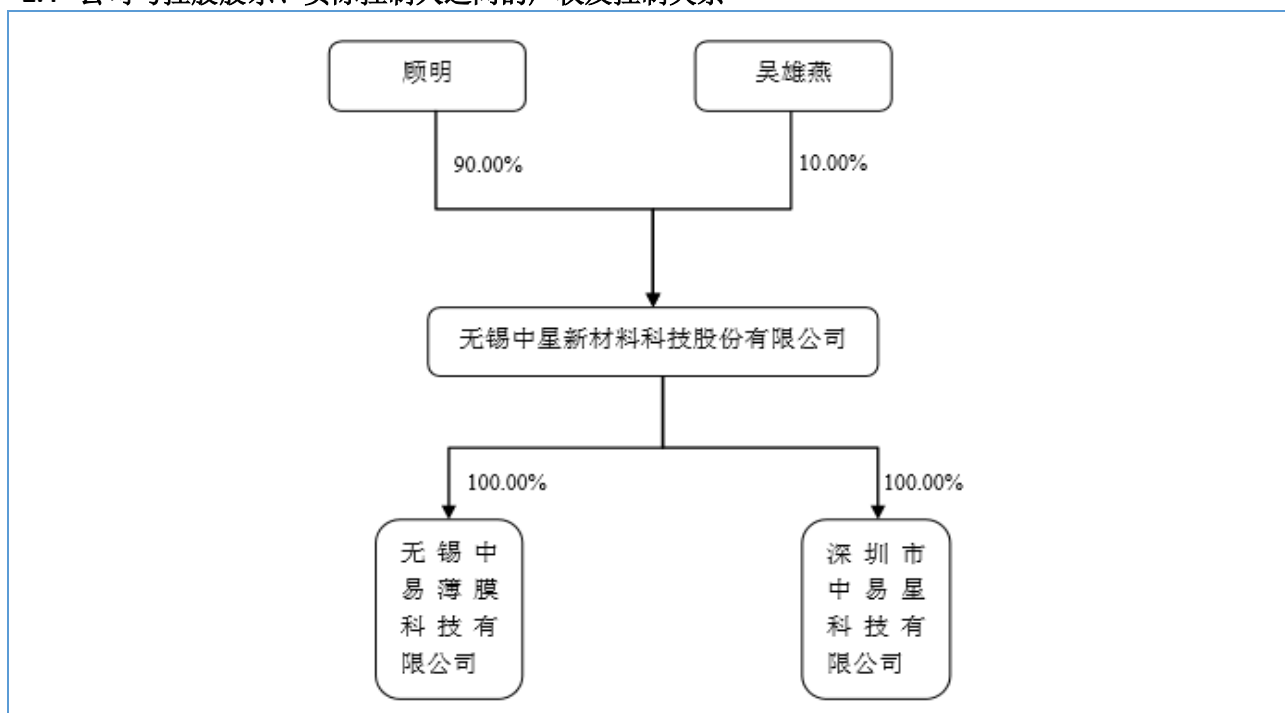 顾明
吴雄燕
90.00%
10.00%
无锡中星新材料科技股份有限公司
100.00%
100.00%
无锡中
易薄膜
科技有
限公司
深圳市
中易星
科技有
限公司